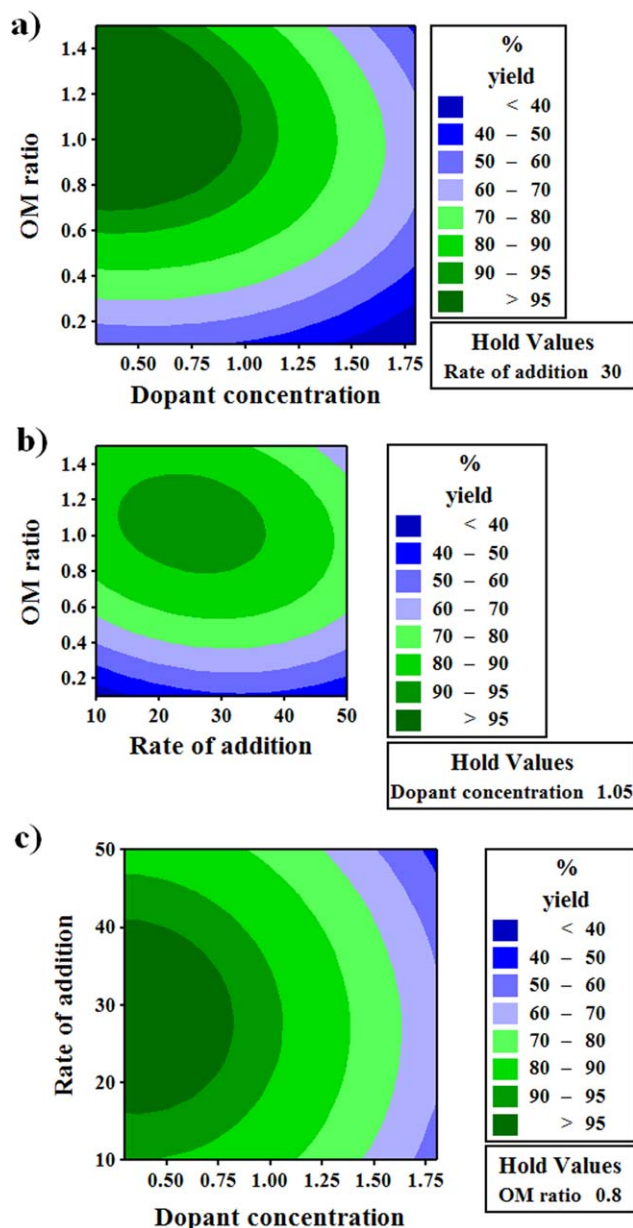 a)
OM ratio
1.4
1.2
1.0
0.8
0.6
0.4
0.2
0.50 0.75 1.00 1.25 1.50 1.75
Dopant concentration
%
yield
< 40
40 – 50
50 – 60
60 – 70
70 – 80
80 – 90
90 – 95
> 95
Hold Values
Rate of addition 30
b)
OM ratio
1.4
1.2
1.0
0.8
0.6
0.4
0.2
10 20 30 40 50
Rate of addition
%
yield
< 40
40 – 50
50 – 60
60 – 70
70 – 80
80 – 90
90 – 95
> 95
Hold Values
Dopant concentration 1.05
c)
Rate of addition
50
40
30
20
10
0.50 0.75 1.00 1.25 1.50 1.75
Dopant concentration
%
yield
< 40
40 – 50
50 – 60
60 – 70
70 – 80
80 – 90
90 – 95
> 95
Hold Values
OM ratio 0.8